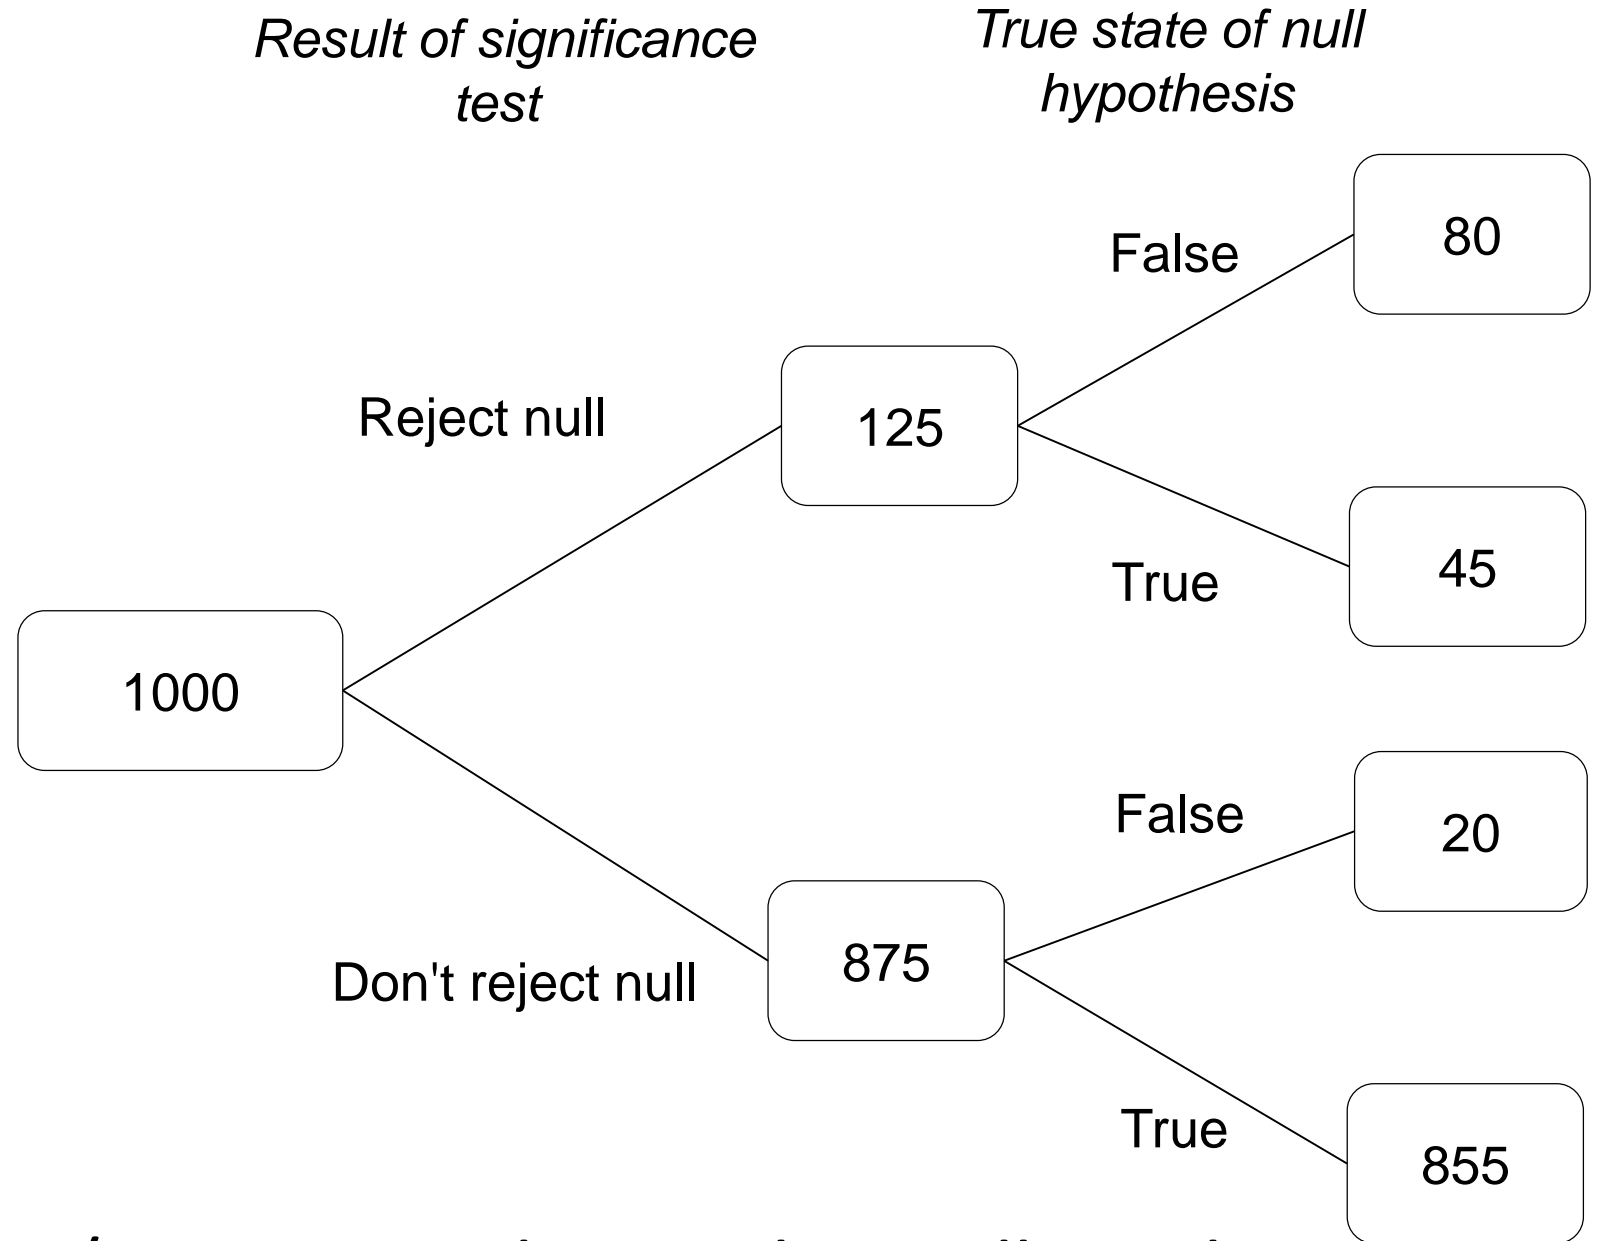 Result of significance
test
True state of null
hypothesis
False
80
Reject null
125
True
45
1000
False
20
Don't reject null
875
True
855